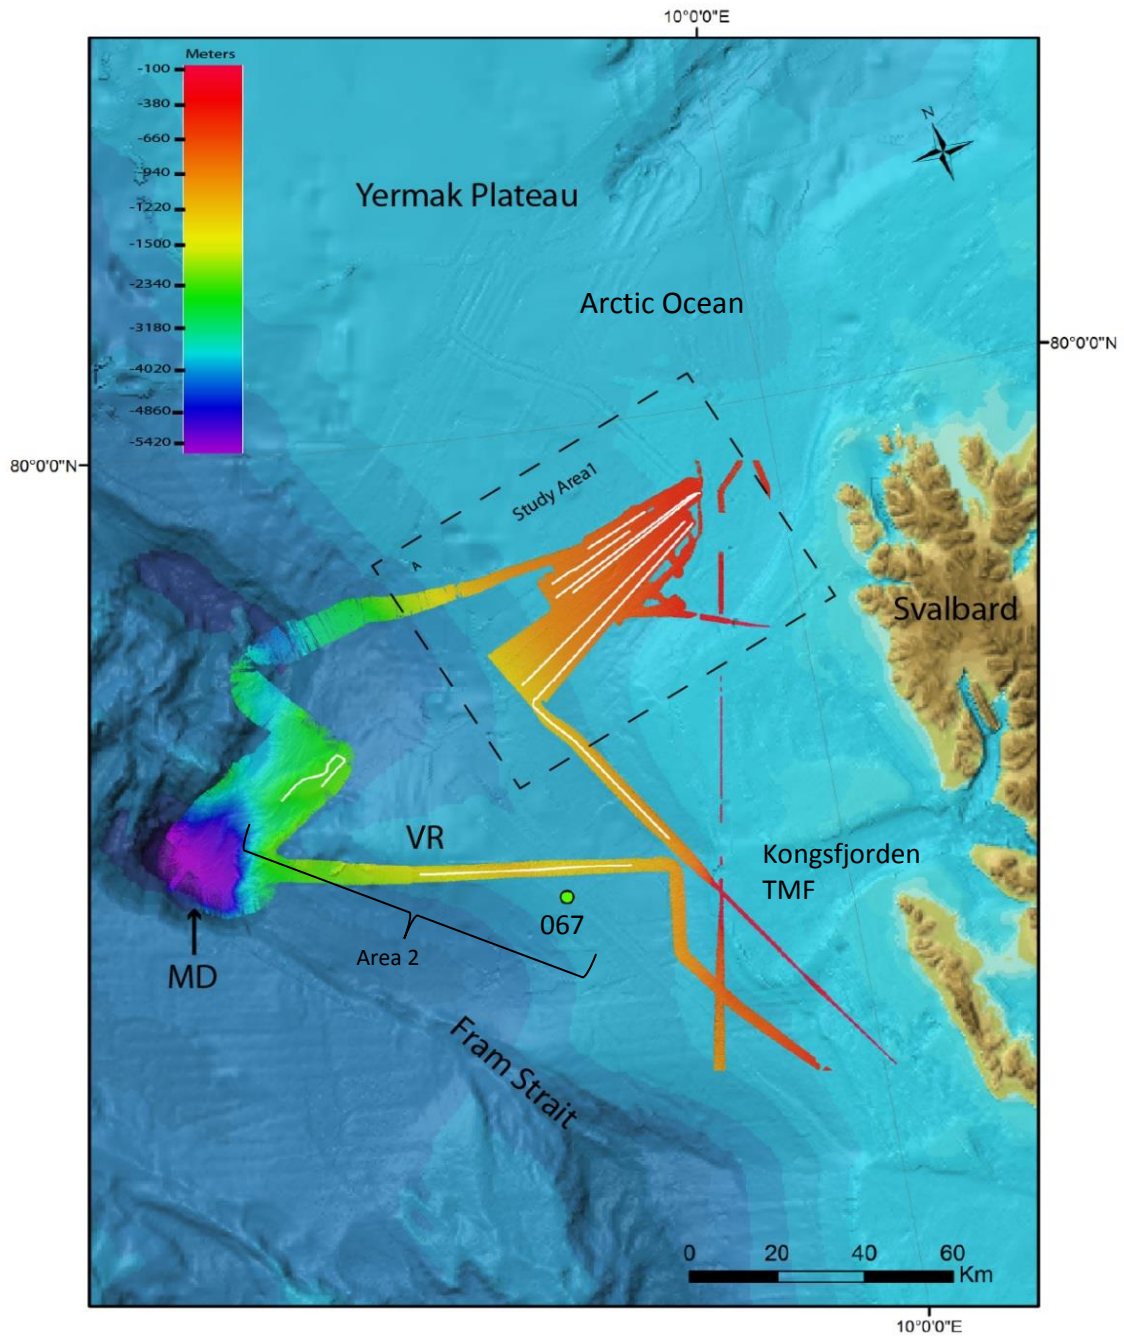 10°0'0"E
Meters
-100
-380
-660
-940
-1220
-1500
-2340
-3180
-4020
-4860
-5420
N
Yermak Plateau
Arctic Ocean
80°0'0"N
80°0'0"N
Study Area1
A
Svalbard
VR
Kongsfjorden
TMF
067
Area 2
MD
Fram Strait
0 20 40 60
Km
10°0'0"E